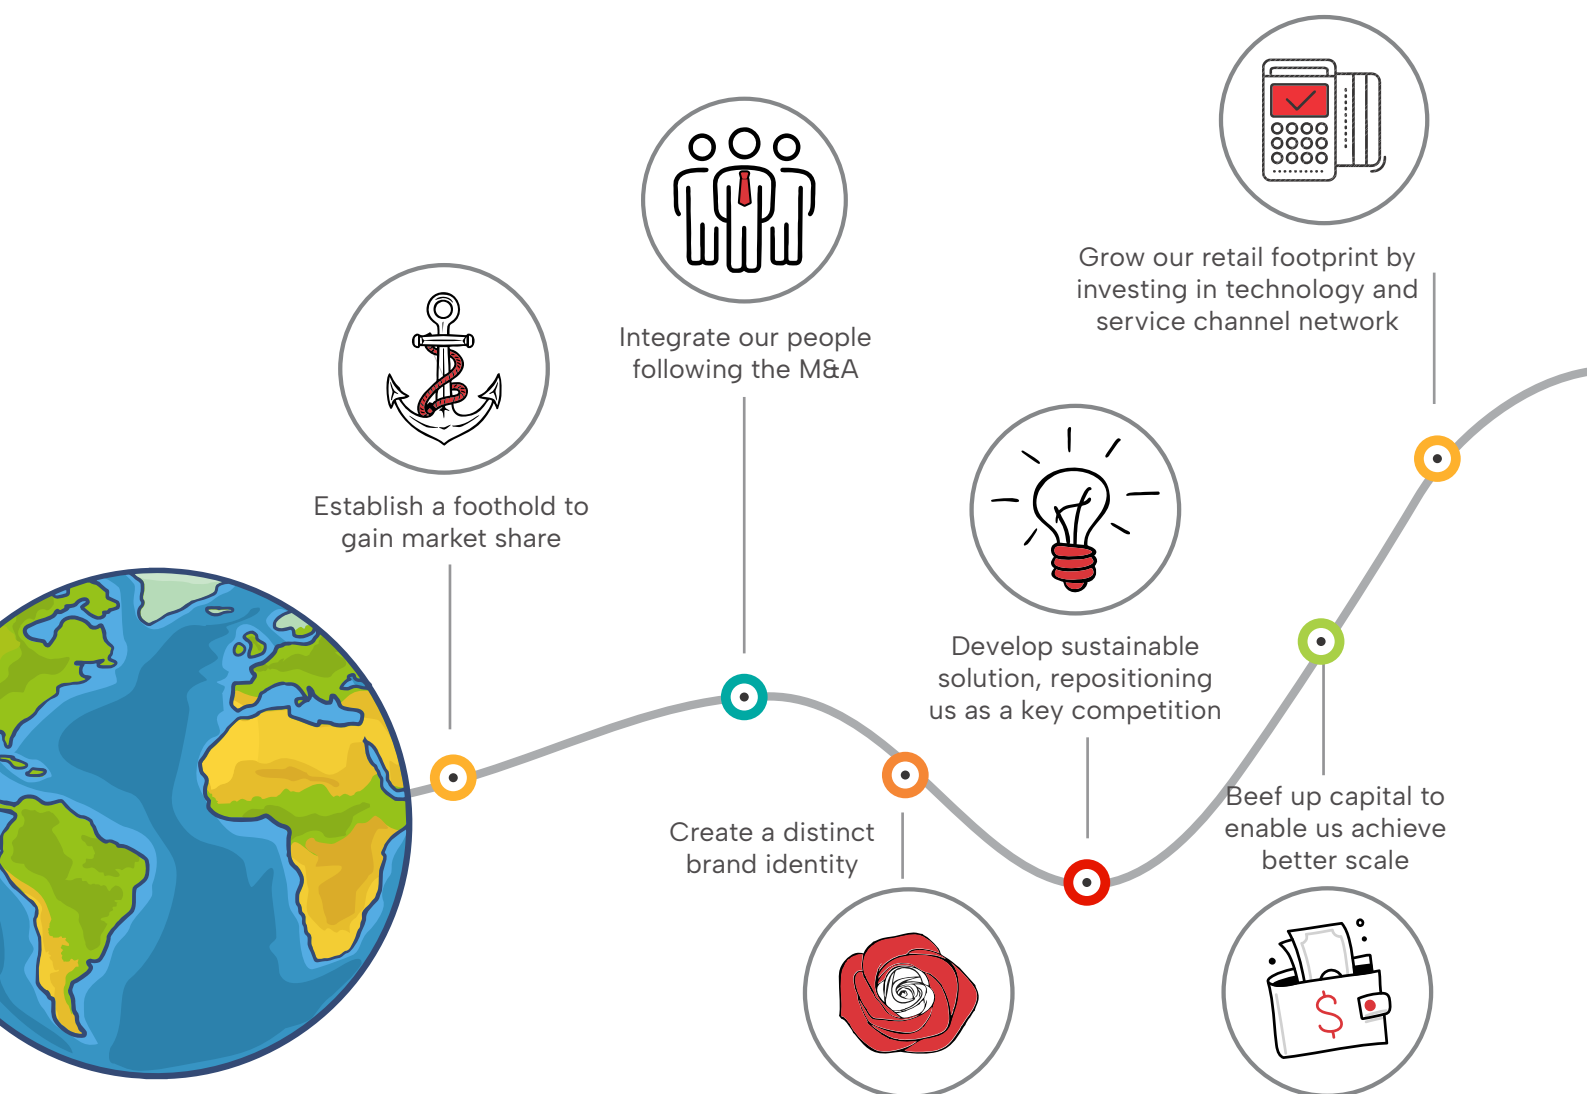 Establish a foothold to
gain market share
Integrate our people
following the M&A
Create a distinct
brand identity
Develop sustainable
solution, repositioning
us as a key competition
Beef up capital to
enable us achieve
better scale
$
Grow our retail footprint by
investing in technology and
service channel network